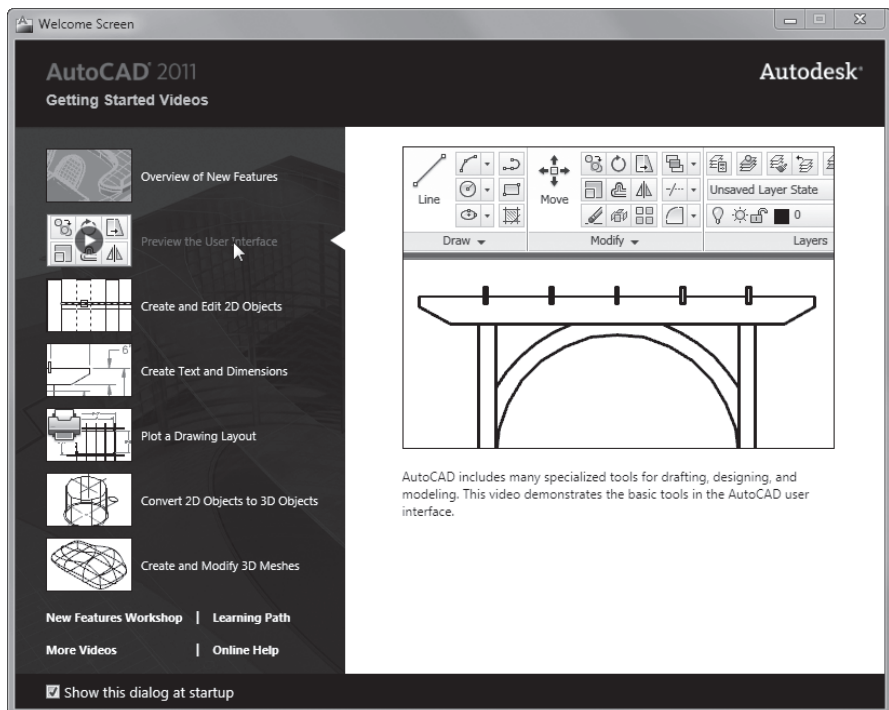 Welcome Screen
AutoCAD® 2011
Autodesk®
Getting Started Videos
Overview of New Features
Preview the User Interface
Create and Edit 2D Objects
6'
Create Text and Dimensions
Plot a Drawing Layout
Convert 2D Objects to 3D Objects
Create and Modify 3D Meshes
New Features Workshop | Learning Path
More Videos | Online Help
Show this dialog at startup
Line
Move
Unsaved Layer State
0
Draw
Modify
Layers
AutoCAD includes many specialized tools for drafting, designing, and
modeling. This video demonstrates the basic tools in the AutoCAD user
interface.